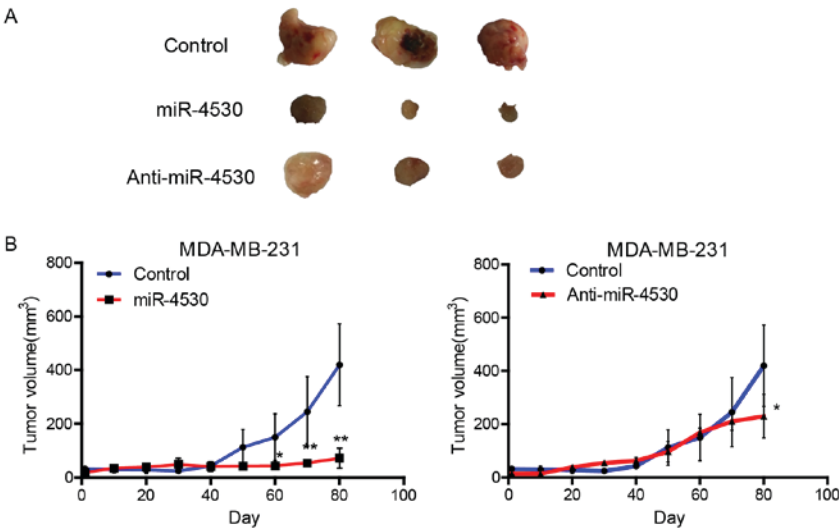 A
Control
miR-4530
Anti-miR-4530
B
MDA-MB-231
Control
miR-4530
Tumor volume(mm³)
800
600
400
200
0
*
**
**
0 20 40 60 80 100
Day
MDA-MB-231
Control
Anti-miR-4530
Tumor volume(mm³)
800
600
400
200
0
*
0 20 40 60 80 100
Day